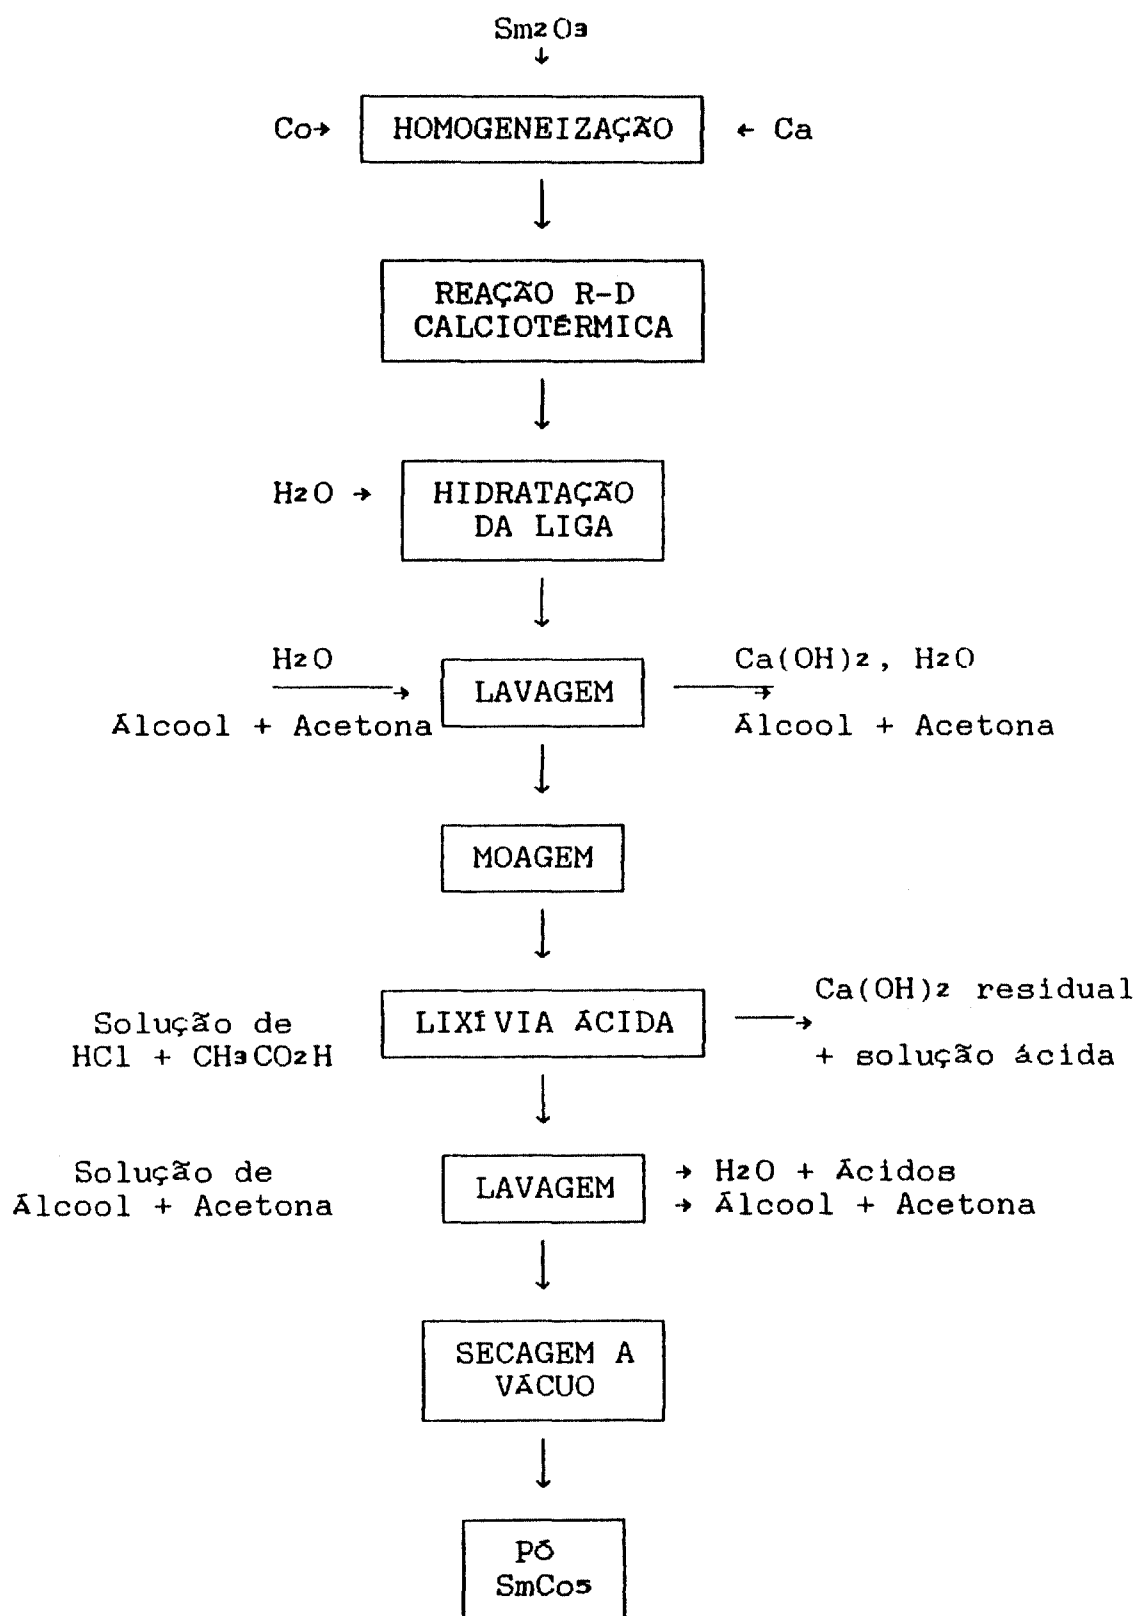 Sm2O3
↓
Co→ HOMOGENEIZAÇÃO ← Ca
↓
REAÇÃO R-D
CALCIOTÉRMICA
↓
H2O → HIDRATAÇÃO
DA LIGA
↓
H2O
Álcool + Acetona
LAVAGEM
Ca(OH)2, H2O
Álcool + Acetona
↓
MOAGEM
↓
Solução de
HCl + CH3CO2H
LIXÍVIA ÁCIDA
Ca(OH)2 residual
+ solução ácida
↓
Solução de
Álcool + Acetona
LAVAGEM
→ H2O + Ácidos
→ Álcool + Acetona
↓
SECAGEM A
VÁCUO
↓
PÓ
SmCo5